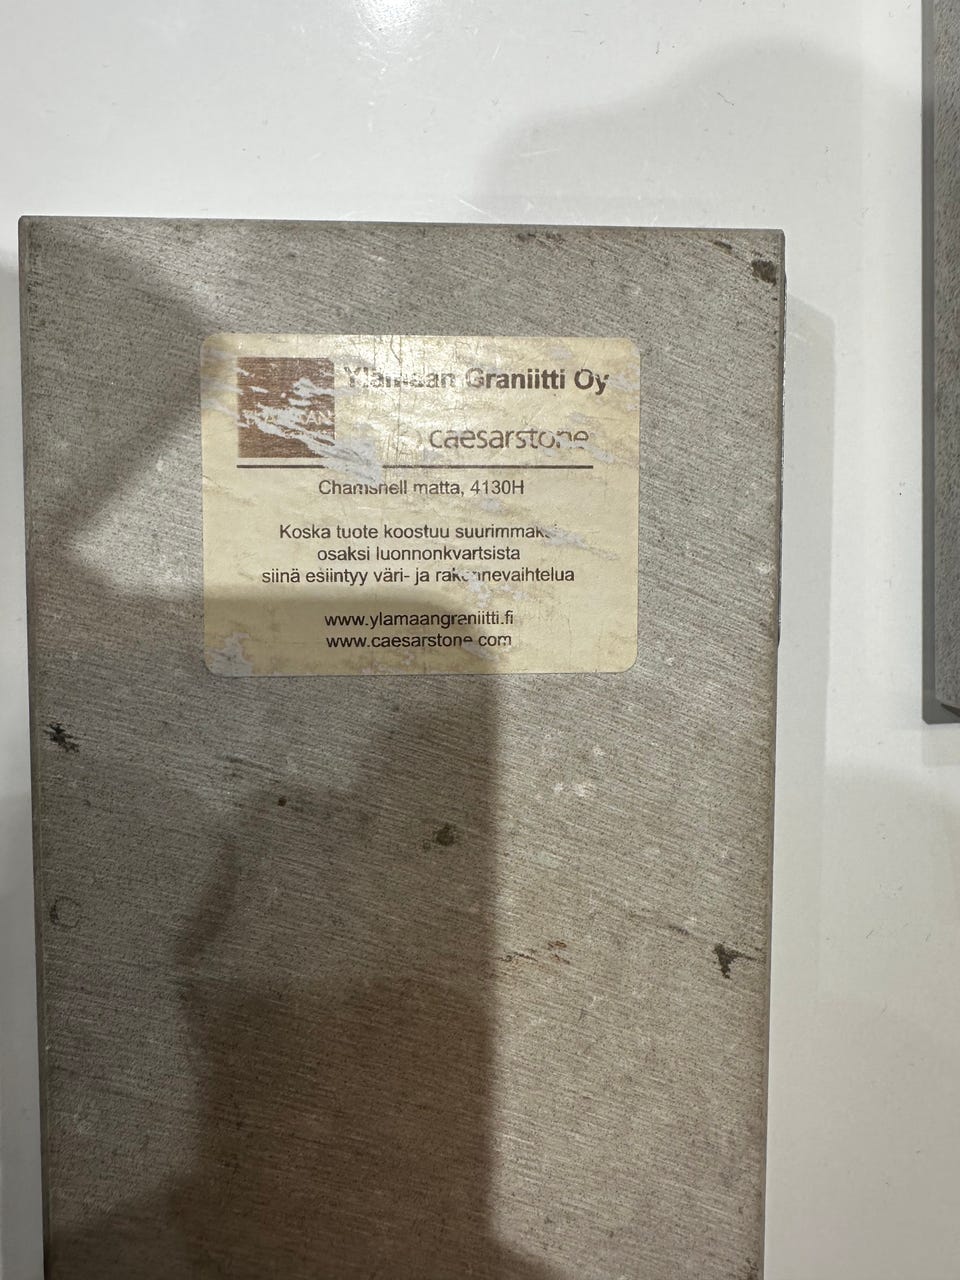 Ylämaan Graniitti Oy
caesarstone
Chamshell matta, 4130H
Koska tuote koostuu
osaksi luonnonkvartsista
siinä esiintyy väri- ja rakennevaihtelua
www.ylamaangraniitti.fi
www.caesarstone.com